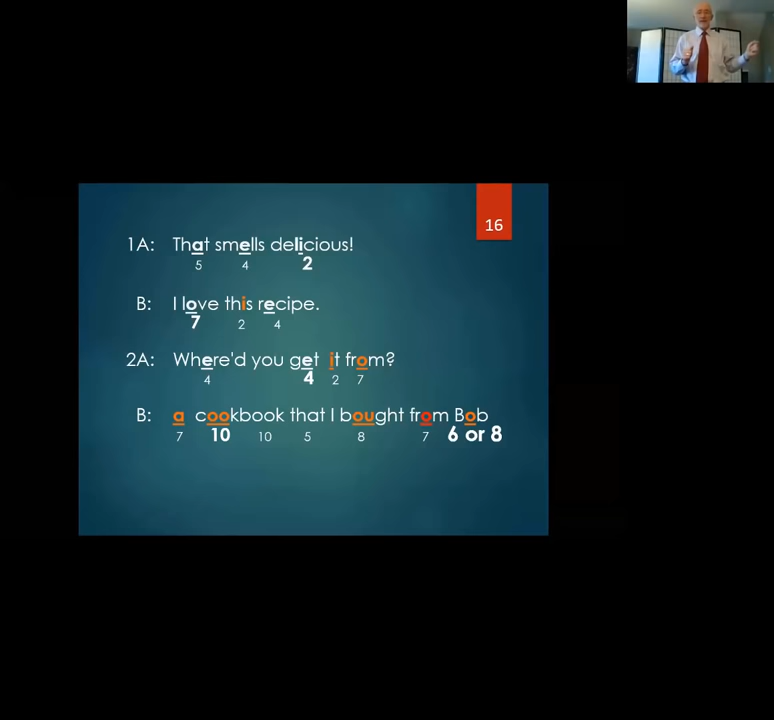 16
1A: That smells delicious!
5 4 2
B: I love this recipe.
7 2 4
2A: Where'd you get it from?
4 4 2 7
B: a cookbook that I bought from Bob
7 10 10 5 8 7 6 or 8